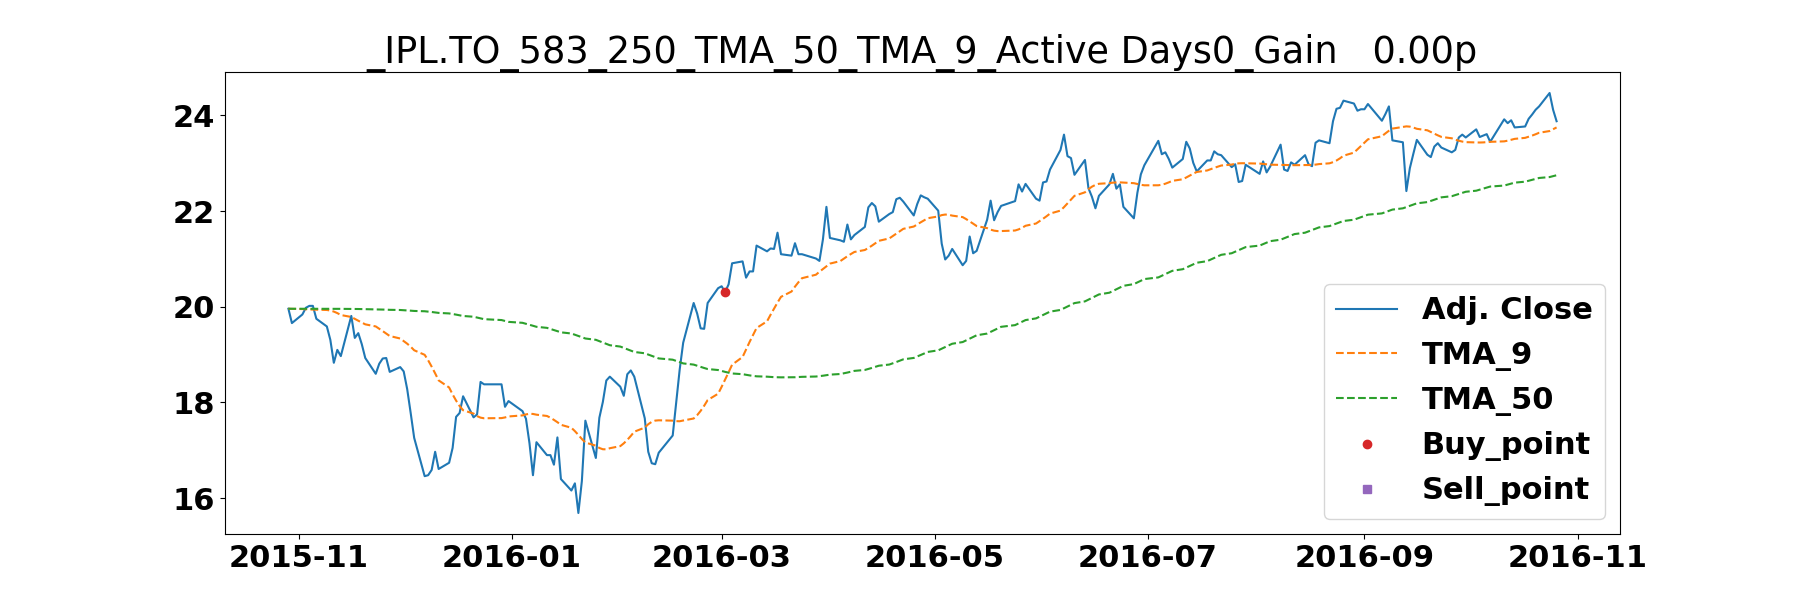 _IPL.TO_583_250_TMA_50_TMA_9_Active Days0_Gain   0.00p
24
22
20
18
16
Adj. Close
TMA_9
TMA_50
Buy_point
Sell_point
2015-11 2016-01 2016-03 2016-05 2016-07 2016-09 2016-11